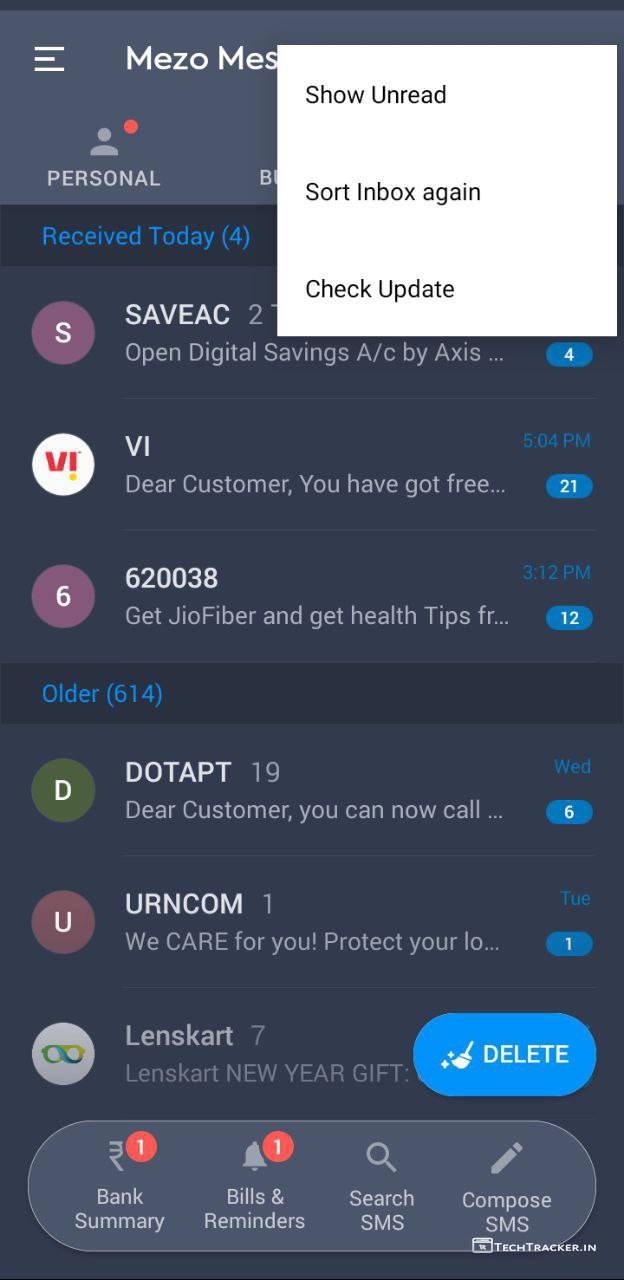 Mezo Mes
Show Unread
Sort Inbox again
Check Update
PERSONAL
Received Today (4)
S
SAVEAC 2
Open Digital Savings A/c by Axis ...
4
VI
VI
5:04 PM
Dear Customer, You have got free...
21
6
620038
3:12 PM
Get JioFiber and get health Tips fr...
12
Older (614)
D
DOTAPT 19
Wed
Dear Customer, you can now call ...
6
U
URNCOM 1
Tue
We CARE for you! Protect your lo...
1
Lenskart 7
Lenskart NEW YEAR GIFT:
DELETE
₹ 1
Bank
Summary
1
Bills &
Reminders
Search
SMS
Compose
SMS
TECHTRACKER.IN